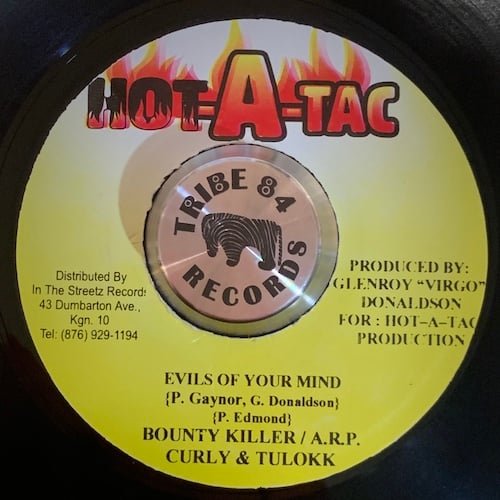 HOT-A-TAC
TRIBE 84
RECORDS
Distributed By
In The Streetz Records
43 Dumbarton Ave.,
Kgn. 10
Tel: (876) 929-1194
PRODUCED BY:
GLENROY “VIRGO”
DONALDSON
FOR : HOT–A–TAC
PRODUCTION
EVILS OF YOUR MIND
{P. Gaynor, G. Donaldson}
{P. Edmond}
BOUNTY KILLER / A.R.P.
CURLY & TULOKK